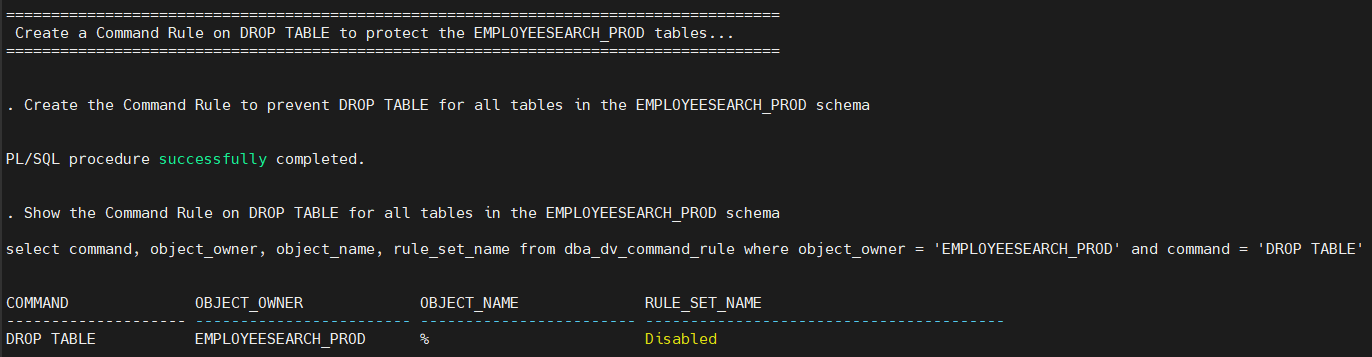 ======================================================================================
Create a Command Rule on DROP TABLE to protect the EMPLOYEESEARCH_PROD tables...
======================================================================================
. Create the Command Rule to prevent DROP TABLE for all tables in the EMPLOYEESEARCH_PROD schema
PL/SQL procedure successfully completed.
. Show the Command Rule on DROP TABLE for all tables in the EMPLOYEESEARCH_PROD schema
select command, object_owner, object_name, rule_set_name from dba_dv_command_rule where object_owner = 'EMPLOYEESEARCH_PROD' and command = 'DROP TABLE'
COMMAND              OBJECT_OWNER             OBJECT_NAME              RULE_SET_NAME
-------------------- ------------------------ ------------------------ ----------------------------------------
DROP TABLE           EMPLOYEESEARCH_PROD      %                        Disabled